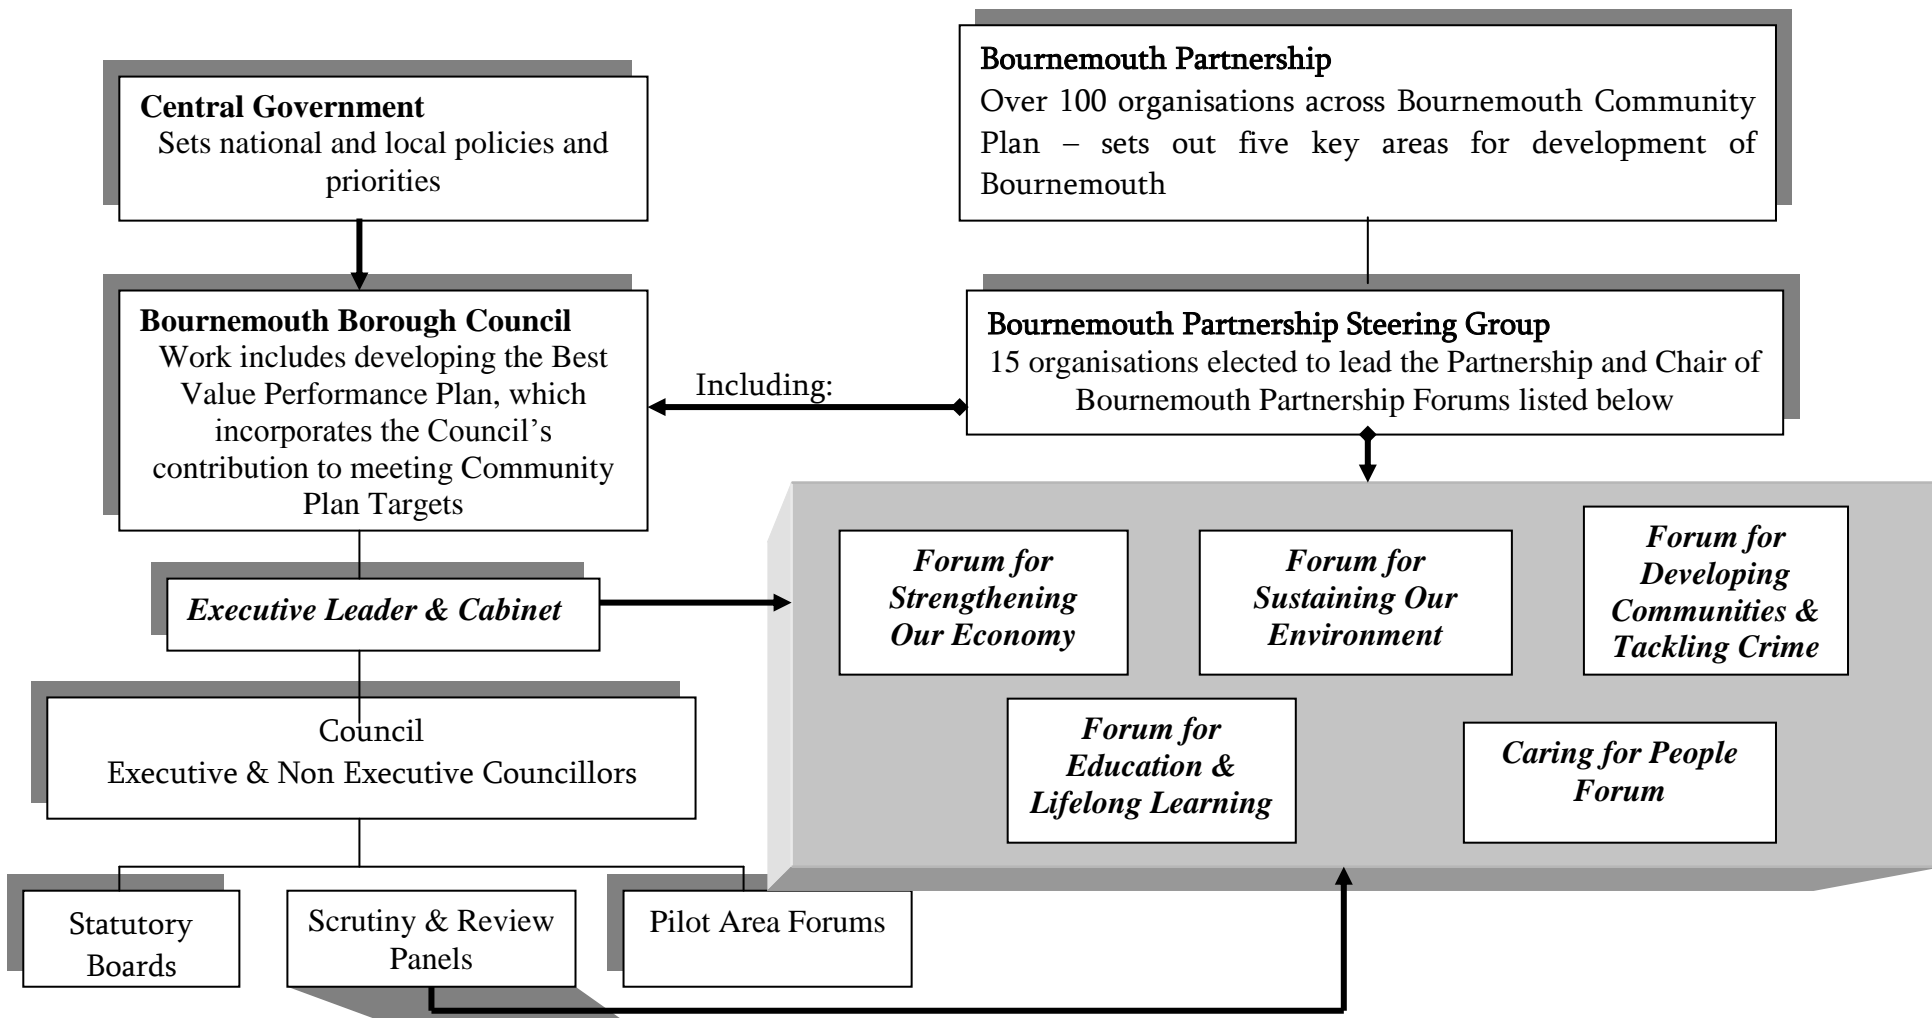 Central Government
Sets national and local policies and
priorities
Bournemouth Partnership
Over 100 organisations across Bournemouth Community
Plan – sets out five key areas for development of
Bournemouth
Bournemouth Borough Council
Work includes developing the Best
Value Performance Plan, which
incorporates the Council’s
contribution to meeting Community
Plan Targets
Including:
Bournemouth Partnership Steering Group
15 organisations elected to lead the Partnership and Chair of
Bournemouth Partnership Forums listed below
Executive Leader & Cabinet
Forum for
Strengthening
Our Economy
Forum for
Sustaining Our
Environment
Forum for
Developing
Communities &
Tackling Crime
Forum for
Education &
Lifelong Learning
Caring for People
Forum
Council
Executive & Non Executive Councillors
Statutory
Boards
Scrutiny & Review
Panels
Pilot Area Forums